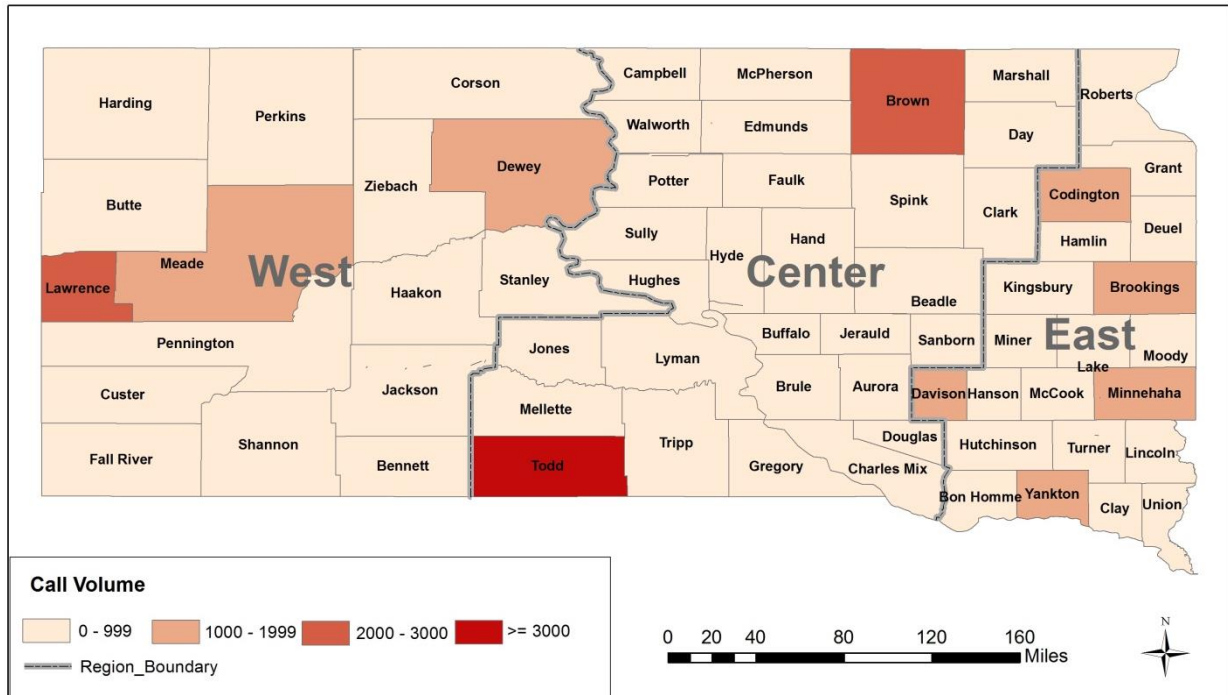 Harding
Perkins
Corson
Campbell
McPherson
Brown
Marshall
Roberts
Walworth
Edmunds
Day
Dewey
Ziebach
Potter
Faulk
Spink
Clark
Codington
Grant
Butte
Deuel
Hamlin
Sully
Hyde
Hand
Lawrence
Meade
West
Stanley
Hughes
Center
Haakon
Beadle
Kingsbury
Brookings
Pennington
Buffalo
Jerauld
Sanborn
Miner
East
Lake
Moody
Jones
Lyman
Custer
Jackson
Brule
Aurora
Davison
Hanson
McCook
Minnehaha
Mellette
Fall River
Shannon
Bennett
Todd
Tripp
Gregory
Douglas
Charles Mix
Hutchinson
Turner
Lincoln
Bon Homme
Yankton
Clay
Union
Call Volume
0 - 999
1000 - 1999
2000 - 3000
>= 3000
Region_Boundary
0 10 20 40 80 120 160
Miles
N